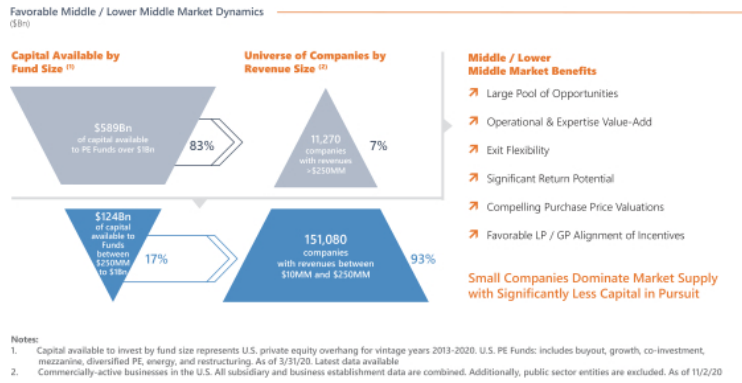 Favorable Middle / Lower Middle Market Dynamics
($Bn)
Capital Available by
Fund Size (1)
$589Bn
of capital available
to PE Funds over $1Bn
83%
$124Bn
of capital
available to
Funds
between
$250MM
to $1Bn
17%
Universe of Companies by
Revenue Size (2)
11,270
companies
with revenues
>$250MM
7%
151,080
companies
with revenues between
$10MM and $250MM
93%
Middle / Lower
Middle Market Benefits
Large Pool of Opportunities
Operational & Expertise Value-Add
Exit Flexibility
Significant Return Potential
Compelling Purchase Price Valuations
Favorable LP / GP Alignment of Incentives
Small Companies Dominate Market Supply
with Significantly Less Capital in Pursuit
Notes:
1. Capital available to invest by fund size represents U.S. private equity overhang for vintage years 2013-2020. U.S. PE Funds: includes buyout, growth, co-investment,
mezzanine, diversified PE, energy, and restructuring. As of 3/31/20. Latest data available
2. Commercially-active businesses in the U.S. All subsidiary and business establishment data are combined. Additionally, public sector entities are excluded. As of 11/2/20